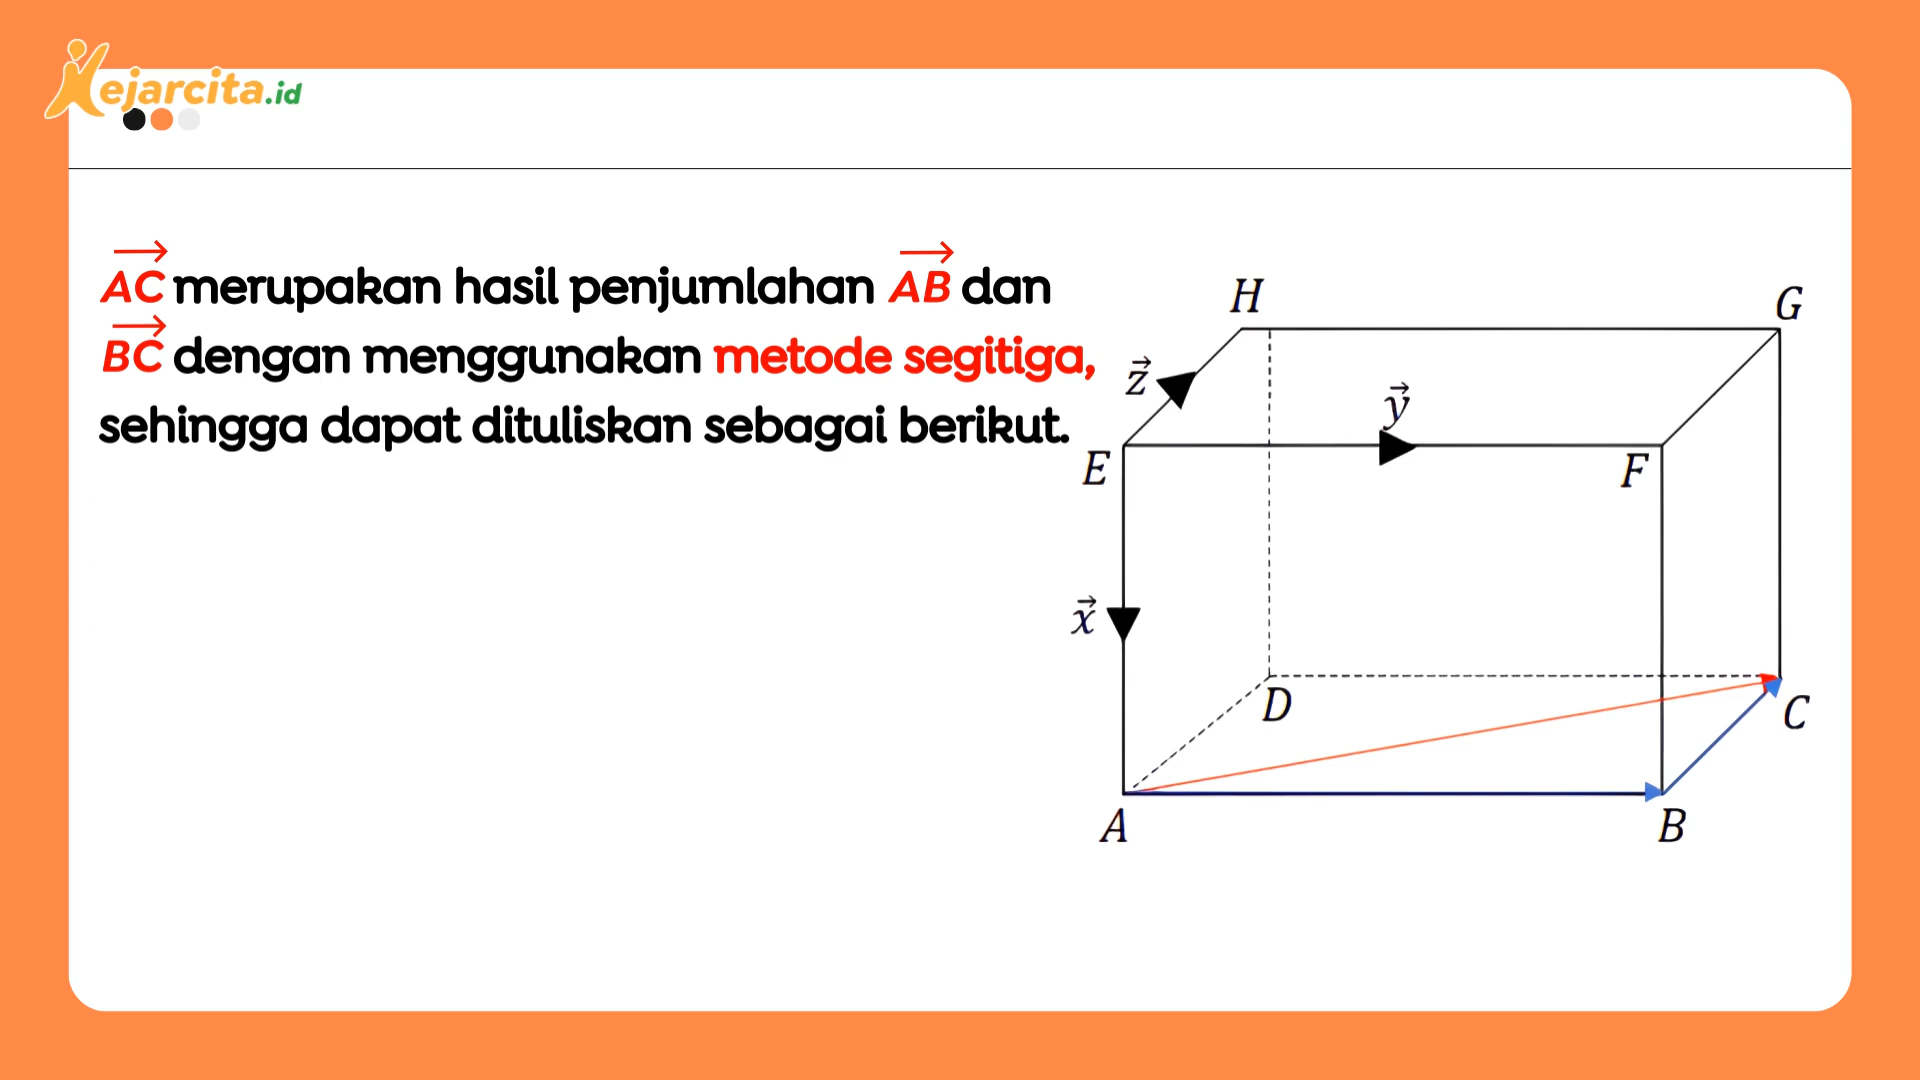 Kejarcita.id
AC merupakan hasil penjumlahan AB dan
BC dengan menggunakan metode segitiga,
sehingga dapat dituliskan sebagai berikut.
H
G
z
y
E
F
x
D
C
A
B